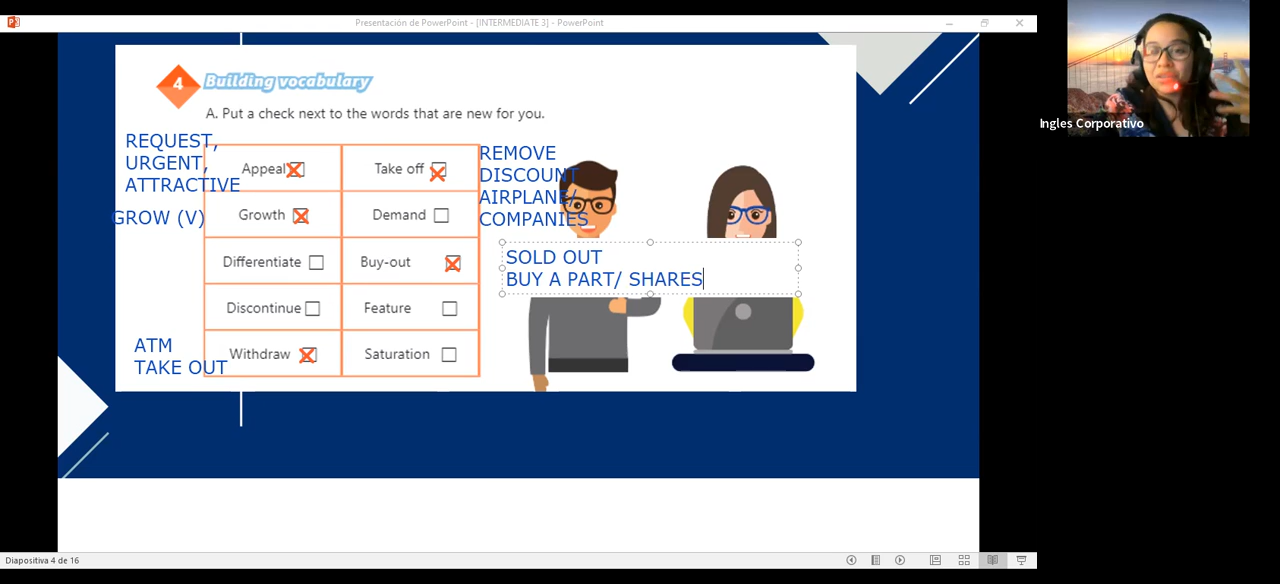 Presentación de PowerPoint - [INTERMEDIATE 3] - PowerPoint
4 Building vocabulary
A. Put a check next to the words that are new for you.
REQUEST,
URGENT,
ATTRACTIVE
GROW (V)
ATM
TAKE OUT
Appeal
Take off
Growth
Demand
Differentiate
Buy-out
Discontinue
Feature
Withdraw
Saturation
REMOVE
DISCOUNT
AIRPLANE/
COMPANIES
SOLD OUT
BUY A PART/ SHARES
Ingles Corporativo
Diapositiva 4 de 16